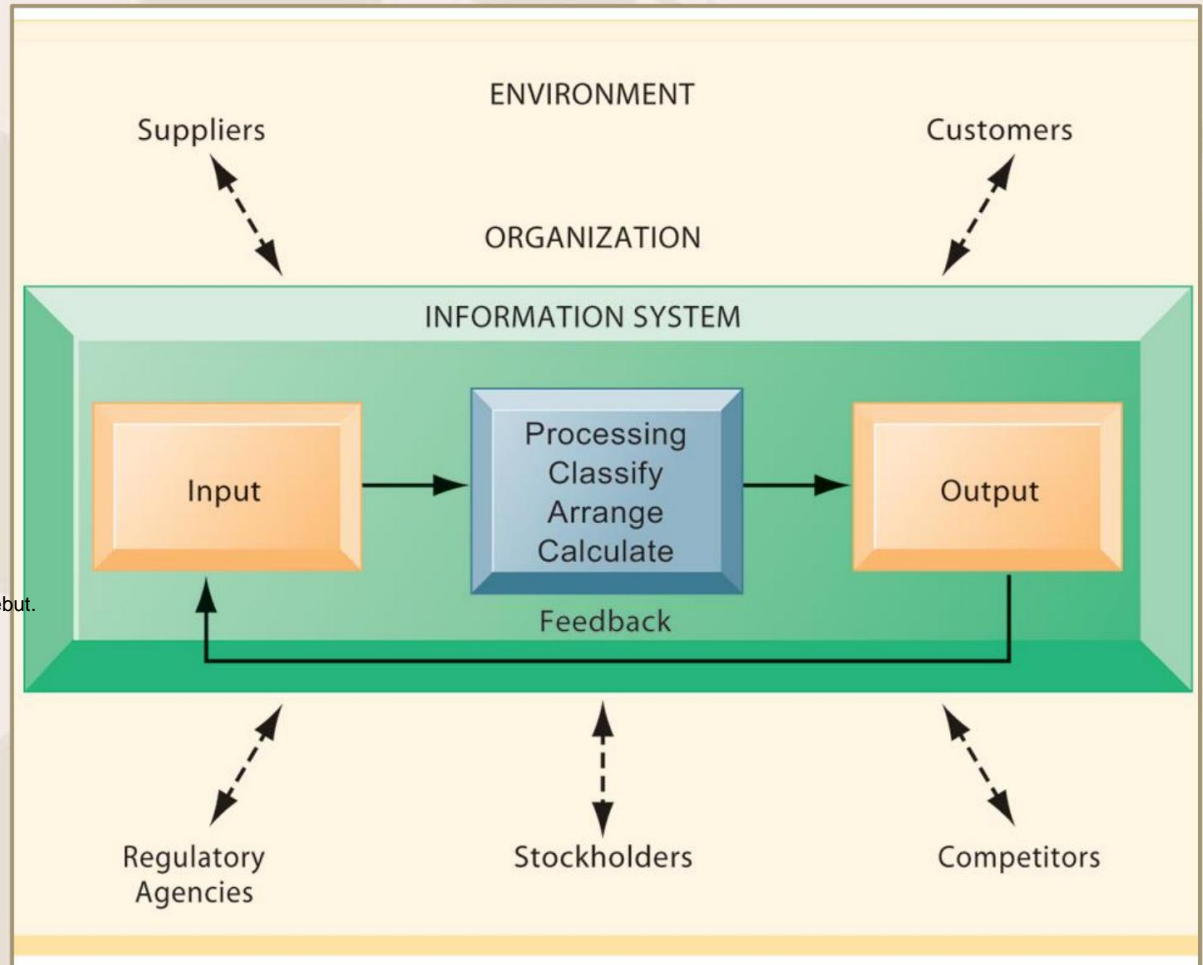 ENVIRONMENT
Suppliers
Customers
ORGANIZATION
INFORMATION SYSTEM
Input
Processing
Classify
Arrange
Calculate
Output
Feedback
Regulatory
Agencies
Stockholders
Competitors